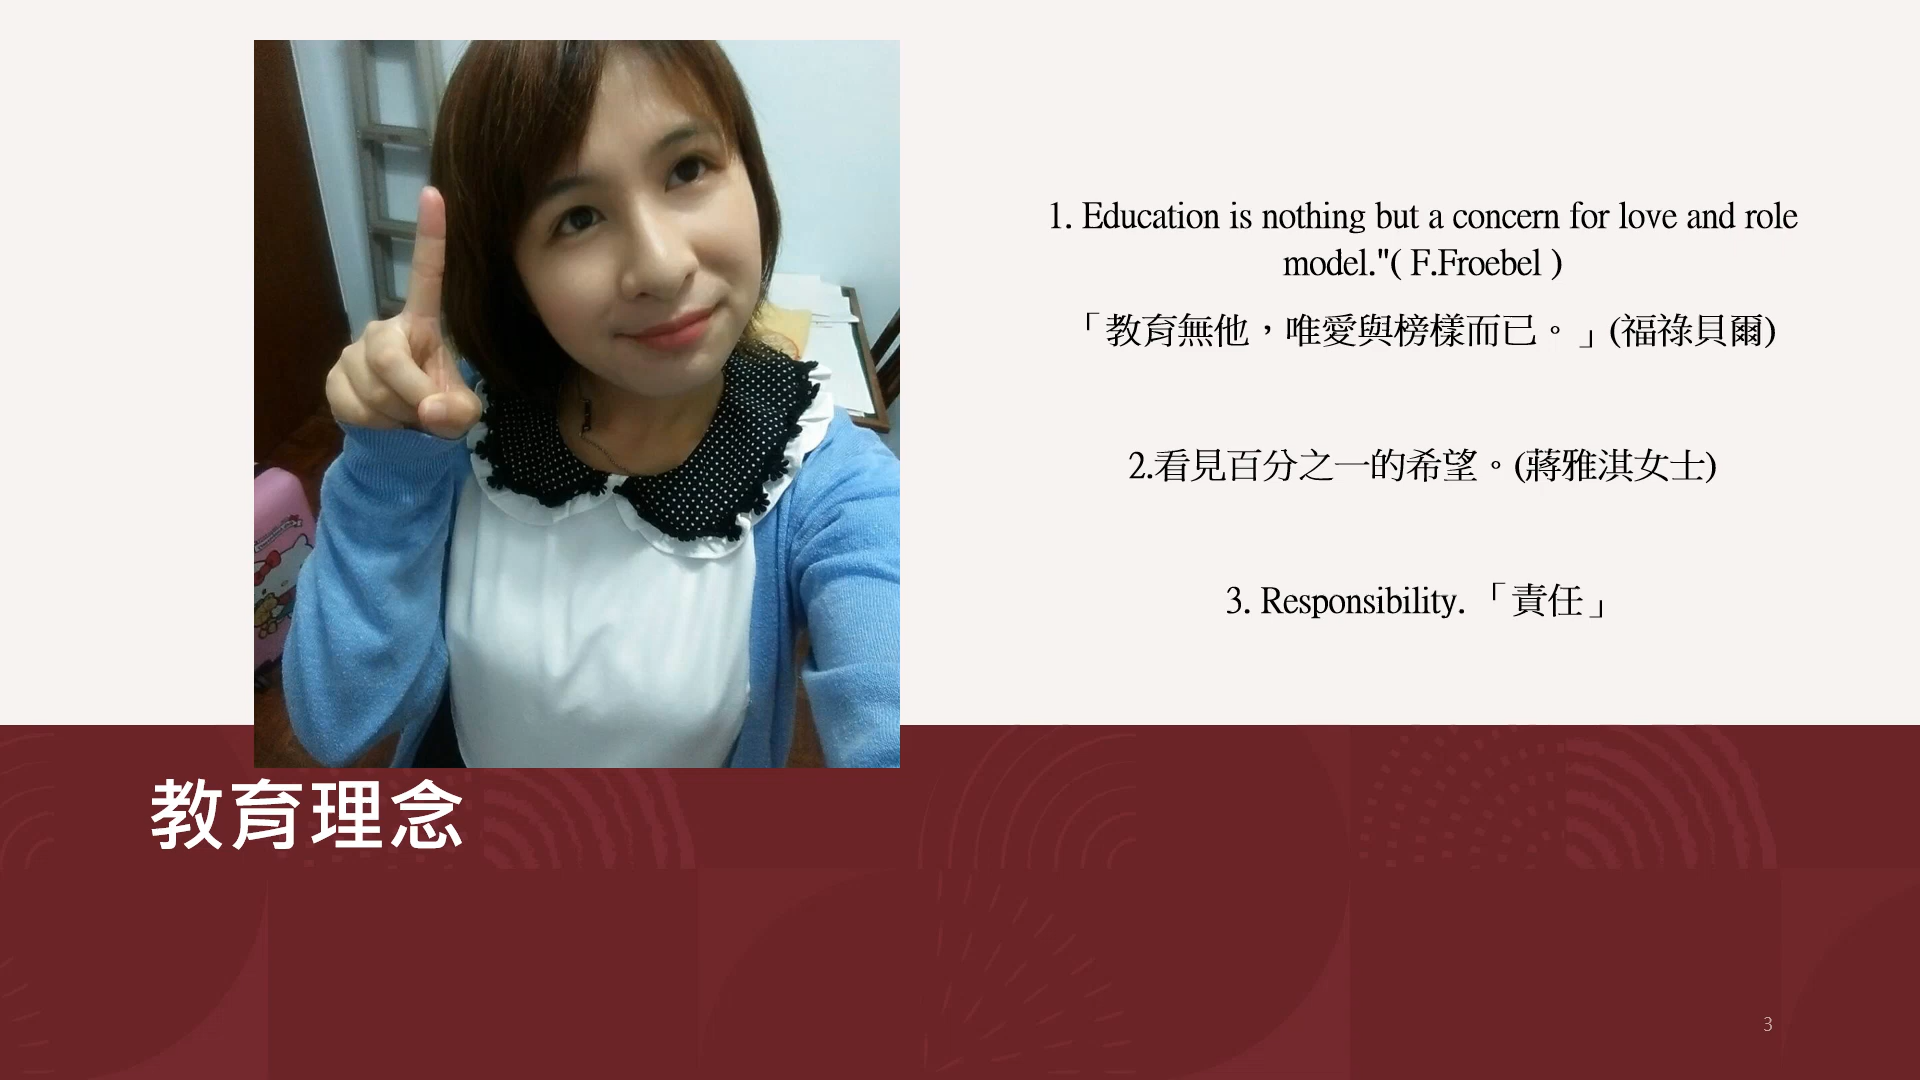 1. Education is nothing but a concern for love and role
model."( F.Froebel )
「教育無他，唯愛與榜樣而已。」(福祿貝爾)
2.看見百分之一的希望。(蔣雅淇女士)
3. Responsibility. 「責任」
教育理念
3